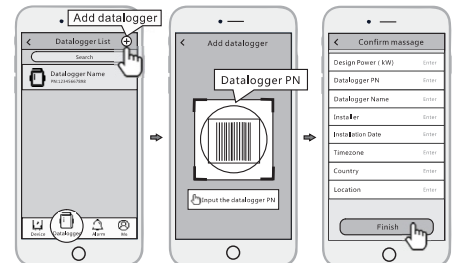 Add datalogger
Datalogger List
Search
Datalogger Name
PN:12345667898
Device
Datalogger
Alarm
Me
Add datalogger
Datalogger PN
Input the datalogger PN
Confirm massage
Design Power ( kW) Enter
Datalogger PN Enter
Datalogger Name Enter
Installer Enter
Installation Date Enter
Timezone Enter
Country Enter
Location Enter
Finish